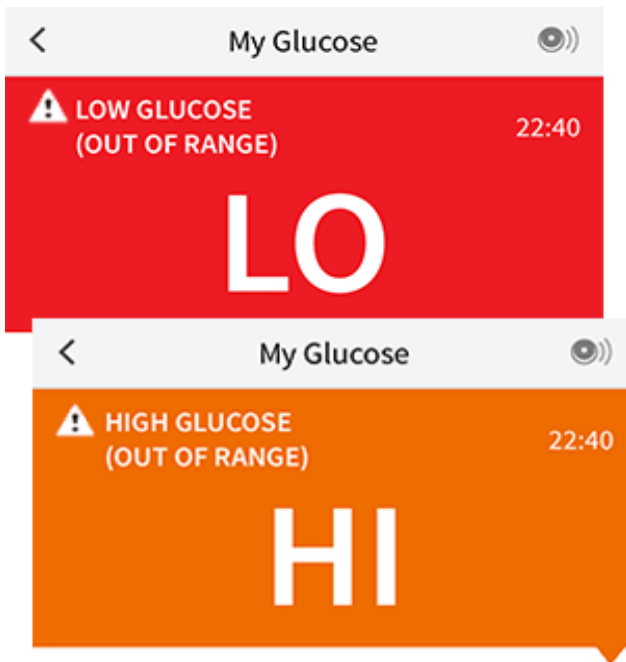 My Glucose
LOW GLUCOSE
(OUT OF RANGE)
22:40
LO
My Glucose
HIGH GLUCOSE
(OUT OF RANGE)
22:40
HI